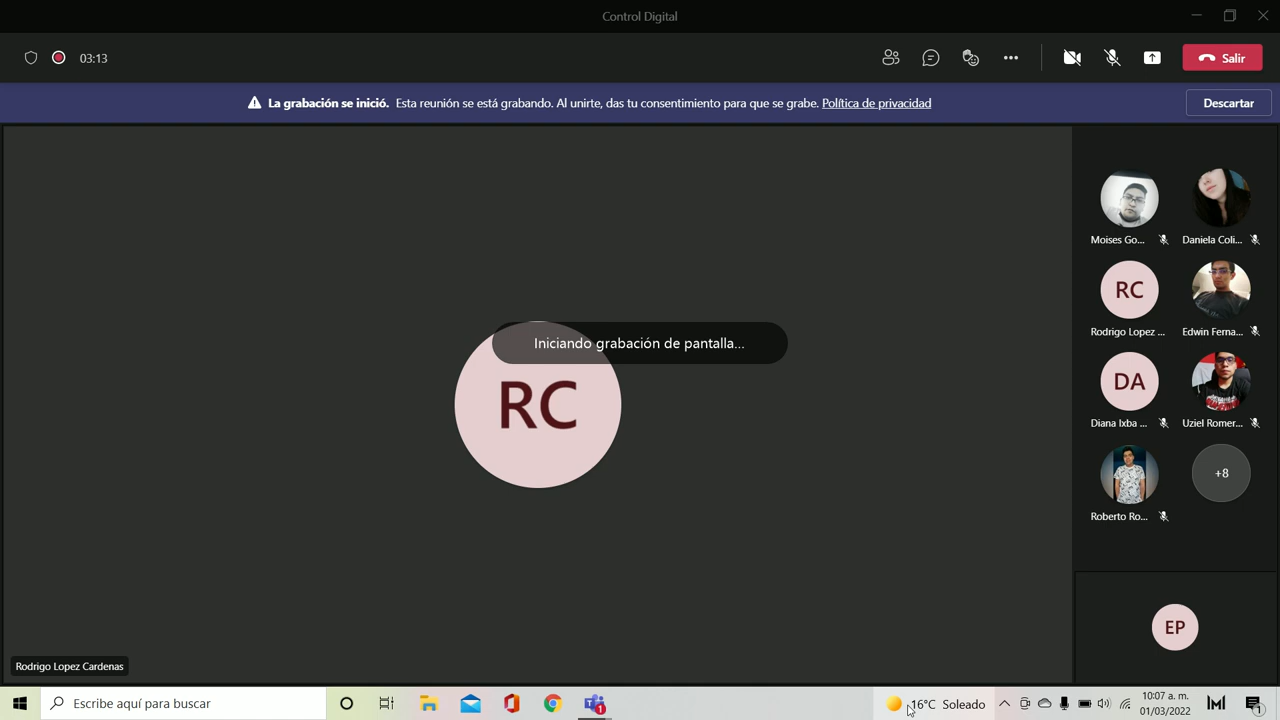 Control Digital
03:13
Salir
La grabación se inició. Esta reunión se está grabando. Al unirte, das tu consentimiento para que se grabe. Política de privacidad
Descartar
Iniciando grabación de pantalla...
RC
Rodrigo Lopez Cardenas
Moises Go...
Daniela Coli...
RC
Rodrigo Lopez ...
Edwin Ferna...
DA
Diana Ixba ...
Uziel Romer...
Roberto Ro...
+8
EP
Escribe aquí para buscar
1
16°C Soleado
10:07 a. m.
01/03/2022
1